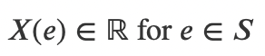 X(e) ∈ ℝ for e ∈ S